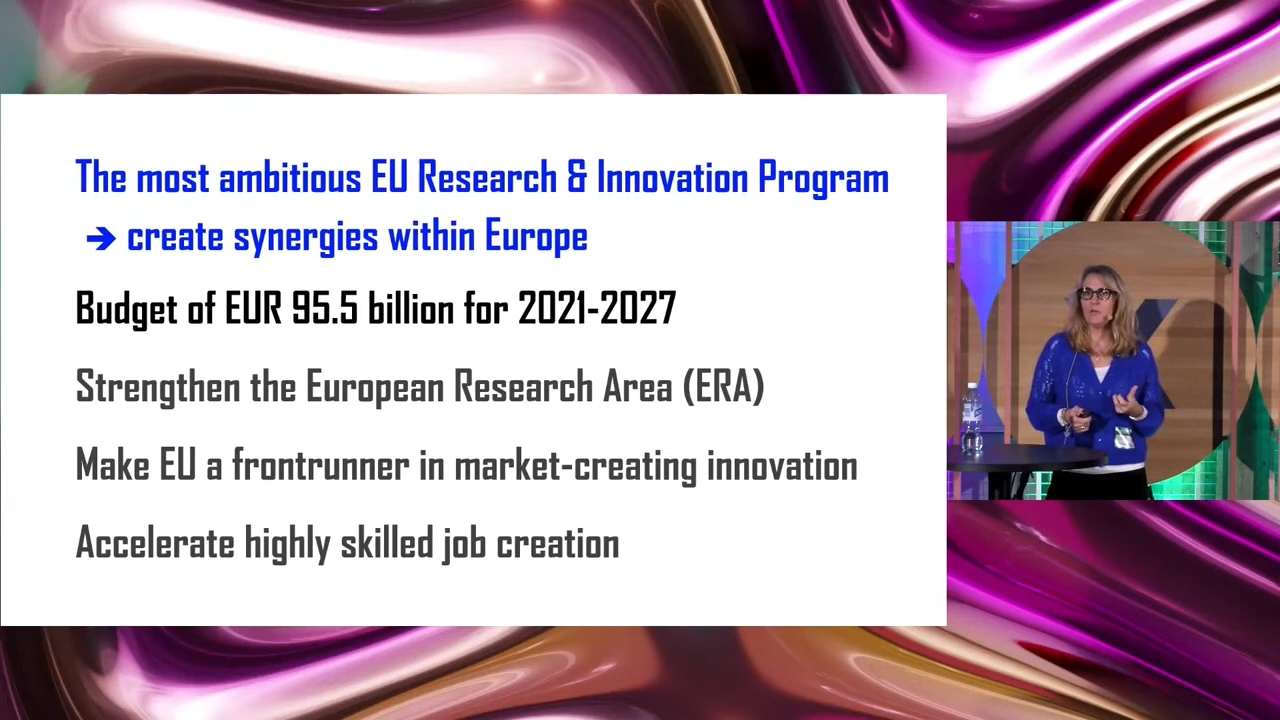 The most ambitious EU Research & Innovation Program
➔ create synergies within Europe
Budget of EUR 95.5 billion for 2021-2027
Strengthen the European Research Area (ERA)
Make EU a frontrunner in market-creating innovation
Accelerate highly skilled job creation